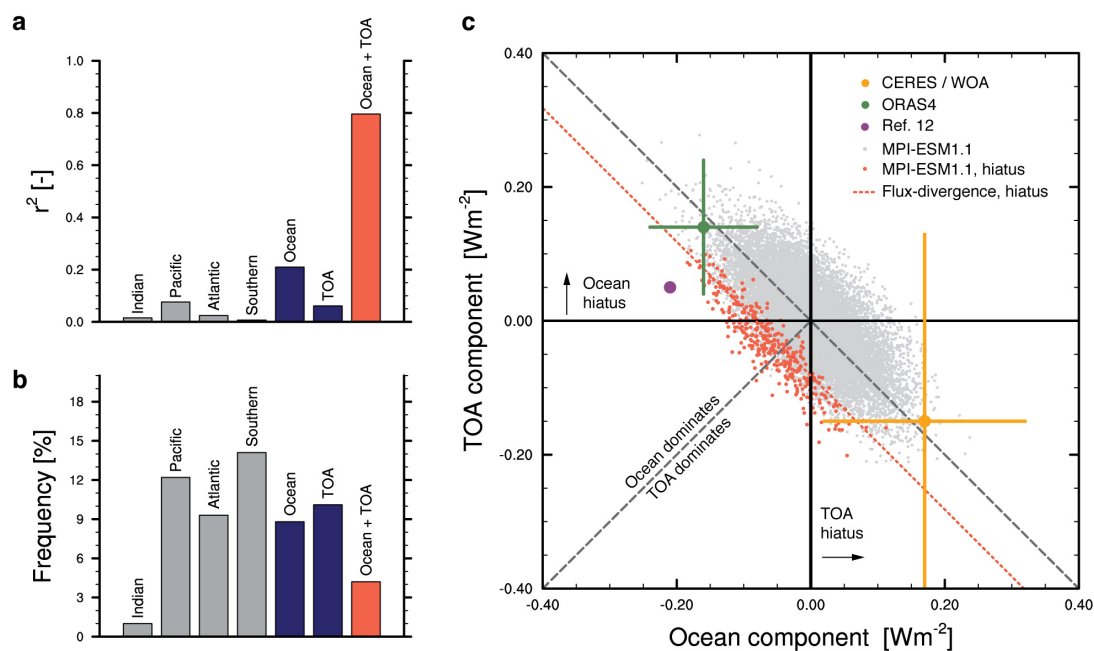 a
1.0
0.8
0.6
0.4
0.2
0.0
r² [-]
Indian
Pacific
Atlantic
Southern
Ocean
TOA
Ocean + TOA
b
18
15
12
9
6
3
0
Frequency [%]
Indian
Pacific
Atlantic
Southern
Ocean
TOA
Ocean + TOA
c
0.40
0.20
0.00
-0.20
-0.40
TOA component [Wm⁻²]
CERES / WOA
ORAS4
Ref. 12
MPI-ESM1.1
MPI-ESM1.1, hiatus
Flux-divergence, hiatus
Ocean
hiatus
Ocean dominates
TOA dominates
TOA
hiatus
-0.40
-0.20
0.00
0.20
0.40
Ocean component [Wm⁻²]